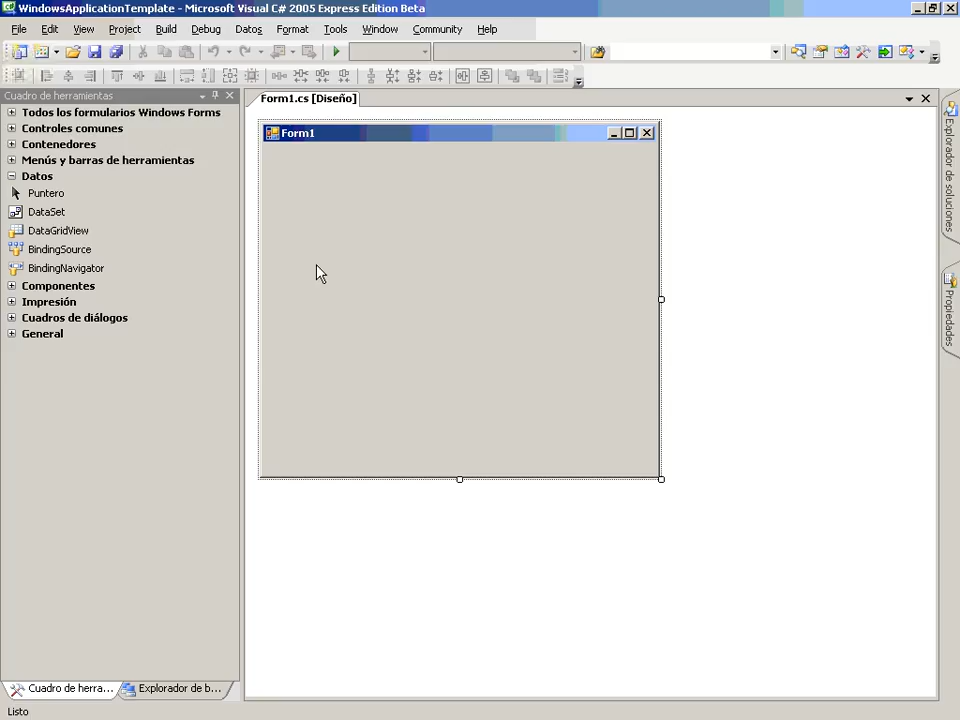 WindowsApplicationTemplate - Microsoft Visual C# 2005 Express Edition Beta
File Edit View Project Build Debug Datos Format Tools Window Community Help
Cuadro de herramientas
Form1.cs [Diseño]
Todos los formularios Windows Forms
Controles comunes
Contenedores
Menús y barras de herramientas
Datos
Puntero
DataSet
DataGridView
BindingSource
BindingNavigator
Componentes
Impresión
Cuadros de diálogos
General
Form1
Explorador de soluciones
Propiedades
Cuadro de herra... Explorador de b...
Listo